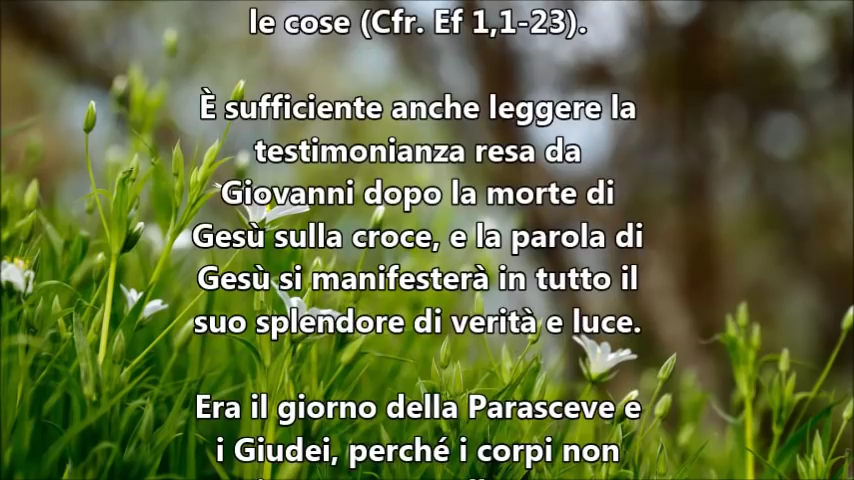 le cose (Cfr. Ef 1,1-23).
È sufficiente anche leggere la
testimonianza resa da
Giovanni dopo la morte di
Gesù sulla croce, e la parola di
Gesù si manifesterà in tutto il
suo splendore di verità e luce.
Era il giorno della Parasceve e
i Giudei, perché i corpi non